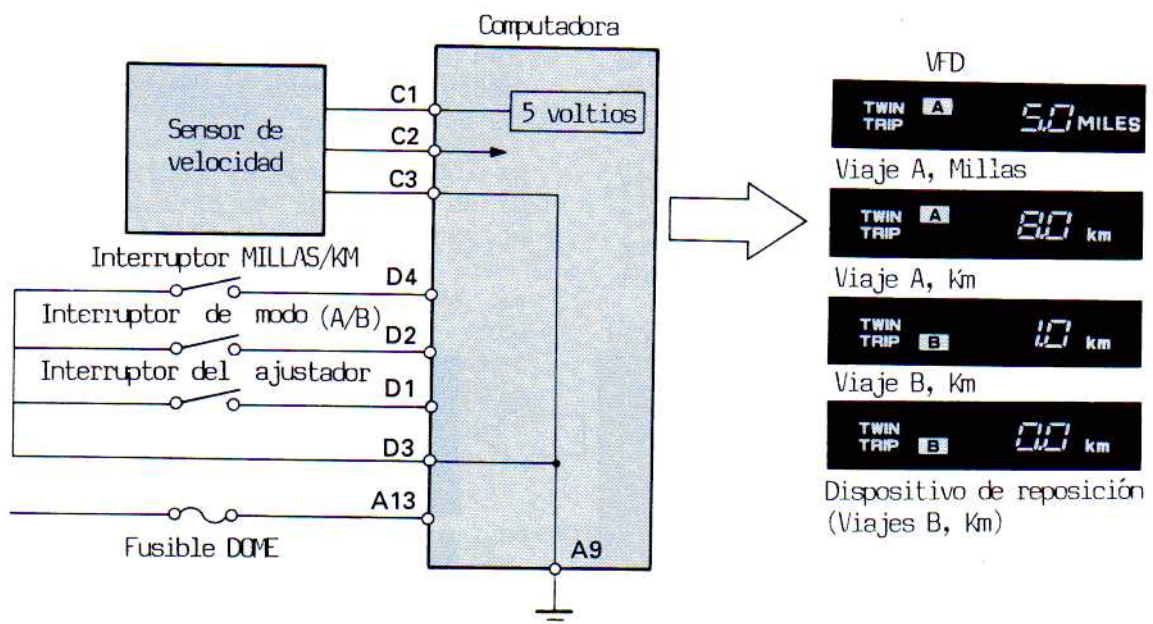 Computadora
Sensor de
velocidad
C1
C2
C3
5 voltios
Interruptor MILLAS/KM
D4
Interruptor de modo (A/B)
D2
Interruptor del ajustador
D1
D3
A13
Fusible DOME
A9
VFD
TWIN TRIP A 5.0 MILES
Viaje A, Millas
TWIN TRIP A 8.0 km
Viaje A, Km
TWIN TRIP B 1.0 km
Viaje B, Km
TWIN TRIP B 0.0 km
Dispositivo de reposición
(Viajes B, Km)